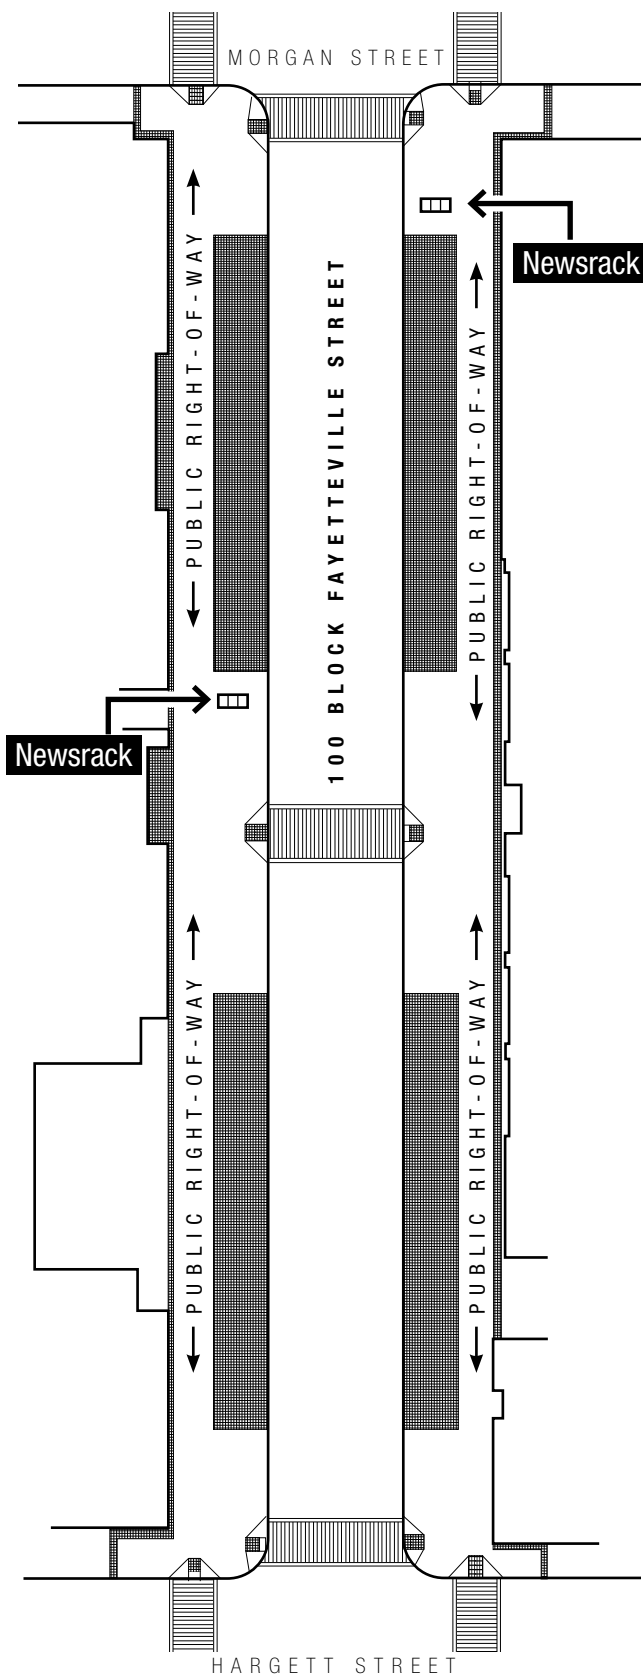 MORGAN STREET
Newsrack
PUBLIC RIGHT-OF-WAY
100 BLOCK FAYETTEVILLE STREET
PUBLIC RIGHT-OF-WAY
Newsrack
PUBLIC RIGHT-OF-WAY
PUBLIC RIGHT-OF-WAY
HARGETT STREET